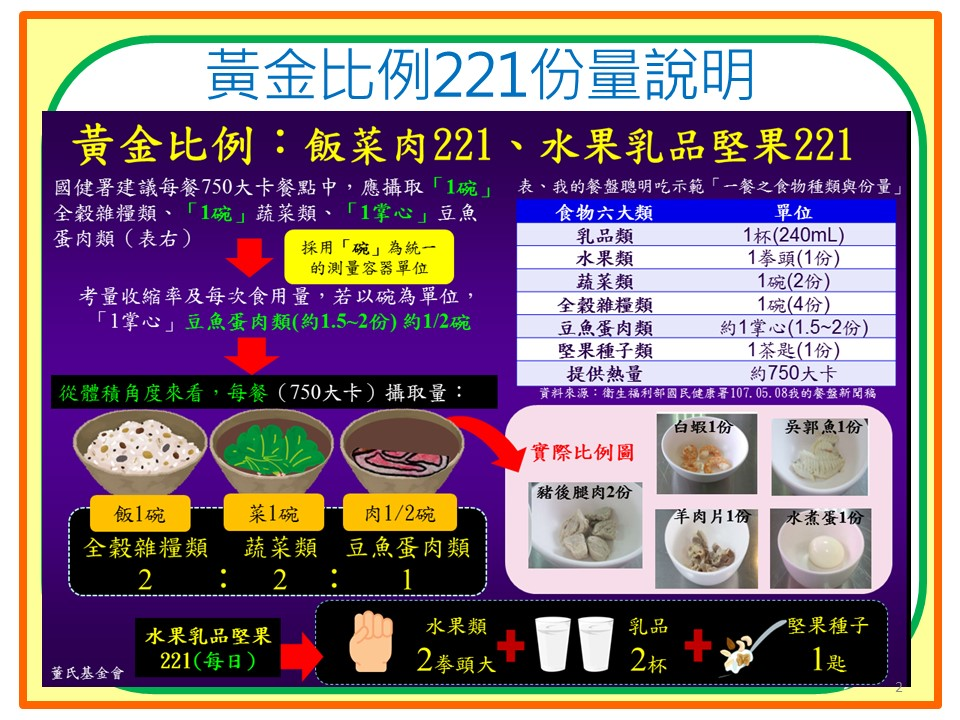 黃金比例221份量說明
黃金比例：飯菜肉221、水果乳品堅果221
國健署建議每餐750大卡餐點中，應攝取「1碗」
全穀雜糧類、「1碗」蔬菜類、「1掌心」豆魚
蛋肉類（表右）
採用「碗」為統一
的測量容器單位
考量收縮率及每次食用量，若以碗為單位，
「1掌心」豆魚蛋肉類(約1.5~2份) 約1/2碗
從體積角度來看，每餐（750大卡）攝取量：
飯1碗
菜1碗
肉1/2碗
全穀雜糧類 蔬菜類 豆魚蛋肉類
2 : 2 : 1
表、我的餐盤聰明吃示範「一餐之食物種類與份量」
食物六大類 單位
乳品類 1杯(240mL)
水果類 1拳頭(1份)
蔬菜類 1碗(2份)
全穀雜糧類 1碗(4份)
豆魚蛋肉類 約1掌心(1.5~2份)
堅果種子類 1茶匙(1份)
提供熱量 約750大卡
資料來源：衛生福利部國民健康署107.05.08我的餐盤新聞稿
實際比例圖
白蝦1份
吳郭魚1份
豬後腿肉2份
羊肉片1份
水煮蛋1份
水果乳品堅果
221(每日)
水果類
2拳頭大
乳品
2杯
堅果種子
1匙
董氏基金會
2